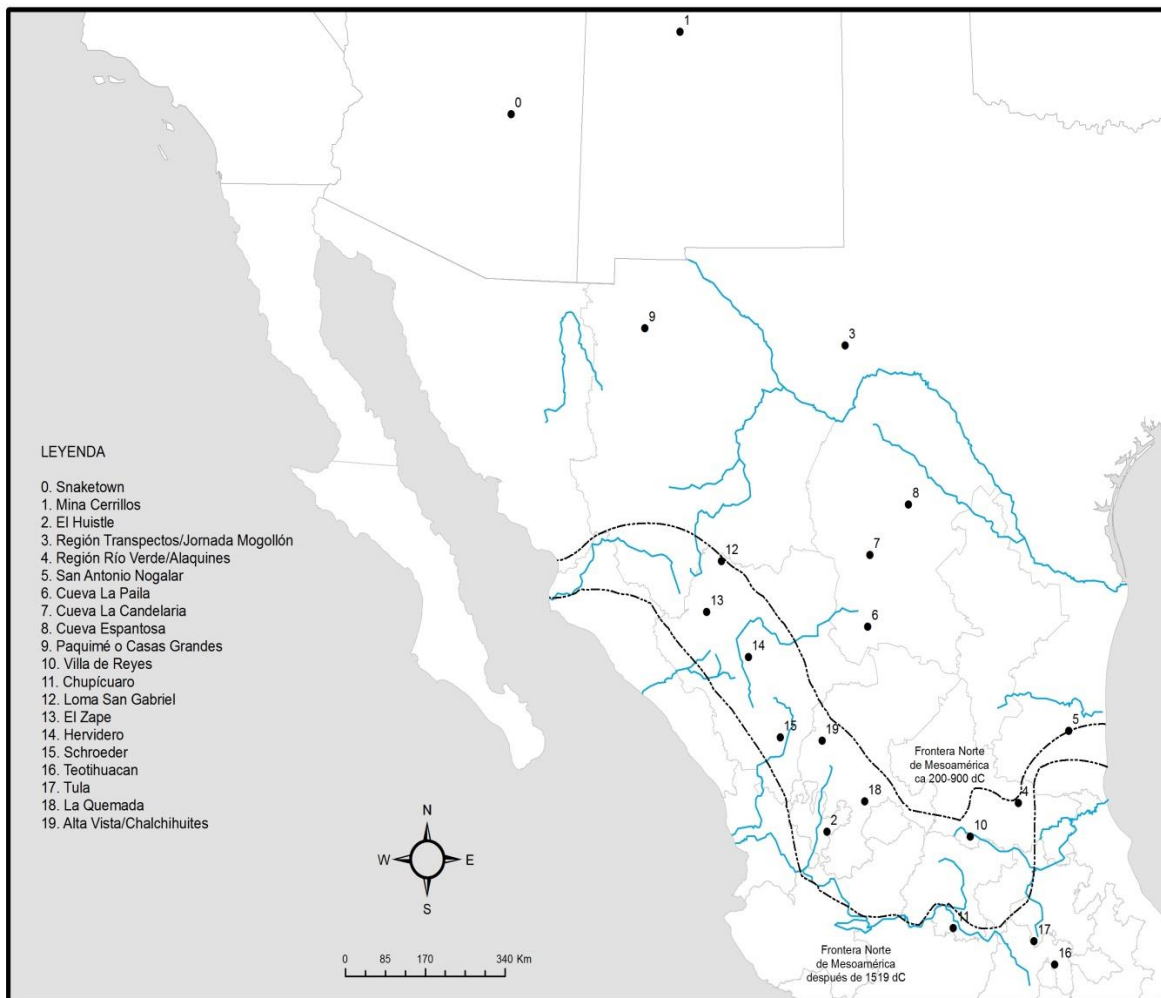 1
0
9
3
8
7
12
13
6
14
15
19
5
Frontera Norte
de Mesoamérica
ca 200-900 dC
4
18
10
2
11
17
16
Frontera Norte
de Mesoamérica
después de 1519 dC
LEYENDA
0. Snaketown
1. Mina Cerrillos
2. El Huistle
3. Región Transpectos/Jornada Mogollón
4. Región Río Verde/Alaquines
5. San Antonio Nogalar
6. Cueva La Paila
7. Cueva La Candelaria
8. Cueva Espantosa
9. Paquimé o Casas Grandes
10. Villa de Reyes
11. Chupícuaro
12. Loma San Gabriel
13. El Zape
14. Hervidero
15. Schroeder
16. Teotihuacan
17. Tula
18. La Quemada
19. Alta Vista/Chalchihuites
N
W E
S
0 85 170 340 Km